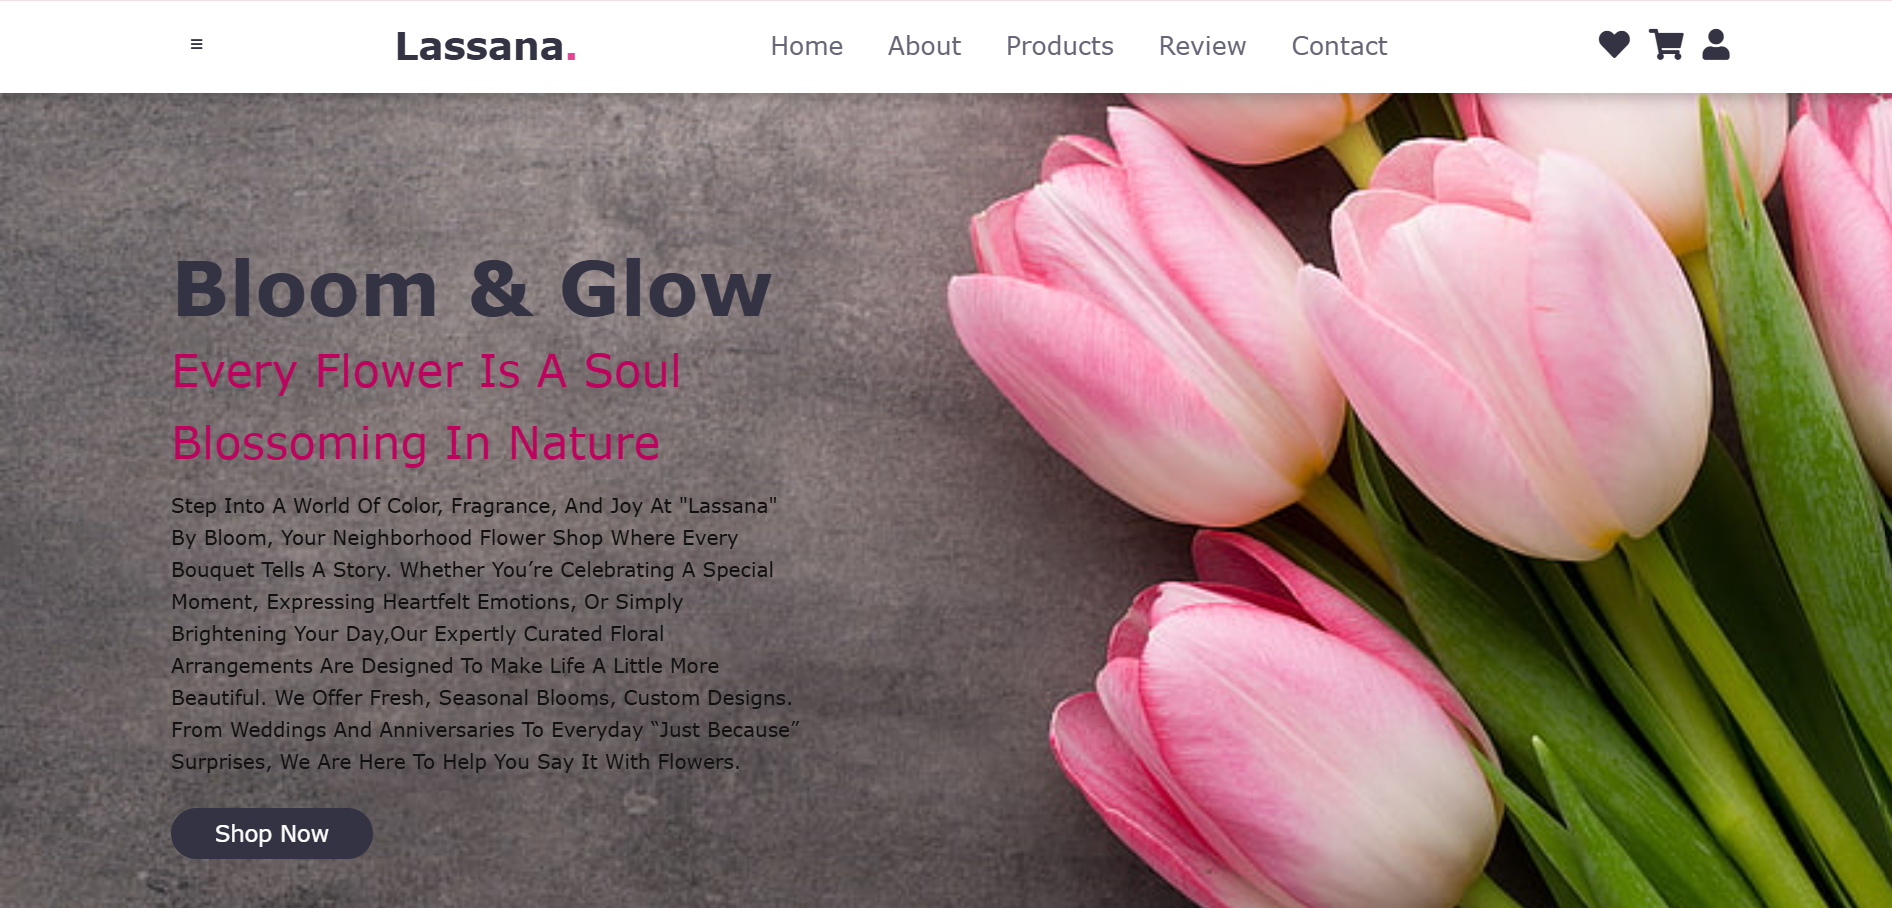 Lassana.
Home About Products Review Contact
Bloom & Glow
Every Flower Is A Soul
Blossoming In Nature
Step Into A World Of Color, Fragrance, And Joy At "Lassana"
By Bloom, Your Neighborhood Flower Shop Where Every
Bouquet Tells A Story. Whether You’re Celebrating A Special
Moment, Expressing Heartfelt Emotions, Or Simply
Brightening Your Day,Our Expertly Curated Floral
Arrangements Are Designed To Make Life A Little More
Beautiful. We Offer Fresh, Seasonal Blooms, Custom Designs.
From Weddings And Anniversaries To Everyday “Just Because”
Surprises, We Are Here To Help You Say It With Flowers.
Shop Now